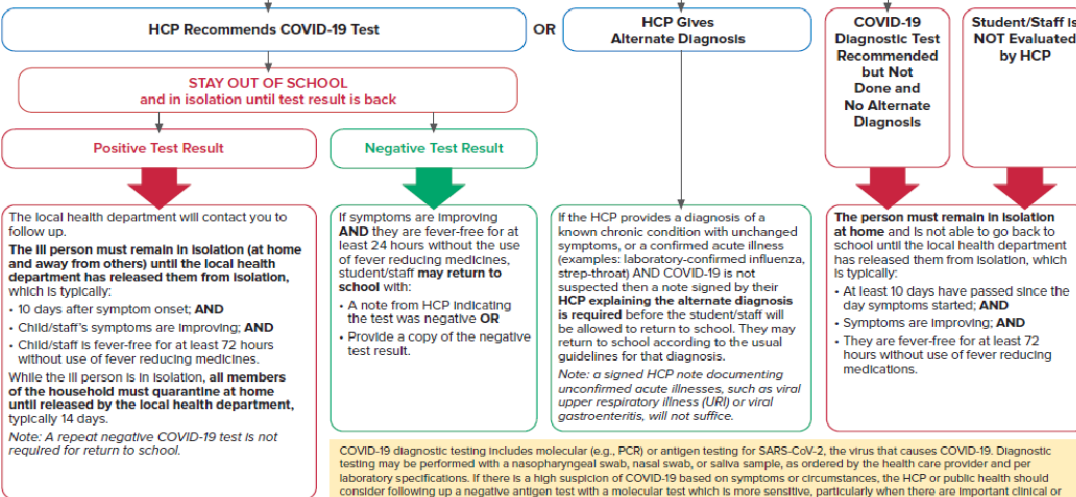 HCP Recommends COVID-19 Test
OR
HCP Gives
Alternate Diagnosis
COVID-19
Diagnostic Test
Recommended
but Not
Done and
No Alternate
Diagnosis
Student/Staff is
NOT Evaluated
by HCP
STAY OUT OF SCHOOL
and in isolation until test result is back
Positive Test Result
Negative Test Result
The local health department will contact you to
follow up.
The ill person must remain in isolation (at home
and away from others) until the local health
department has released them from isolation,
which is typically:
• 10 days after symptom onset; AND
• Child/staff's symptoms are improving; AND
• Child/staff is fever-free for at least 72 hours
without use of fever reducing medicines.
While the ill person is in isolation, all members
of the household must quarantine at home
until released by the local health department,
typically 14 days.
Note: A repeat negative COVID-19 test is not
required for return to school.
If symptoms are improving
AND they are fever-free for at
least 24 hours without the use
of fever reducing medicines,
student/staff may return to
school with:
• A note from HCP indicating
the test was negative OR
• Provide a copy of the negative
test result.
If the HCP provides a diagnosis of a
known chronic condition with unchanged
symptoms, or a confirmed acute illness
(examples: laboratory-confirmed influenza,
strep-throat) AND COVID-19 is not
suspected then a note signed by their
HCP explaining the alternate diagnosis
is required before the student/staff will
be allowed to return to school. They may
return to school according to the usual
guidelines for that diagnosis.
Note: a signed HCP note documenting
unconfirmed acute illnesses, such as viral
upper respiratory illness (URI) or viral
gastroenteritis, will not suffice.
The person must remain in isolation
at home and is not able to go back to
school until the local health department
has released them from isolation, which
is typically:
- At least 10 days have passed since the
day symptoms started; AND
- Symptoms are improving; AND
- They are fever-free for at least 72
hours without use of fever reducing
medications.
COVID-19 diagnostic testing includes molecular (e.g., PCR) or antigen testing for SARS-CoV-2, the virus that causes COVID-19. Diagnostic
testing may be performed with a nasopharyngeal swab, nasal swab, or saliva sample, as ordered by the health care provider and per
laboratory specifications. If there is a high suspicion of COVID-19 based on symptoms or circumstances, the HCP or public health should
consider following up a negative antigen test with a molecular test which is more sensitive, particularly when there are important clinical or